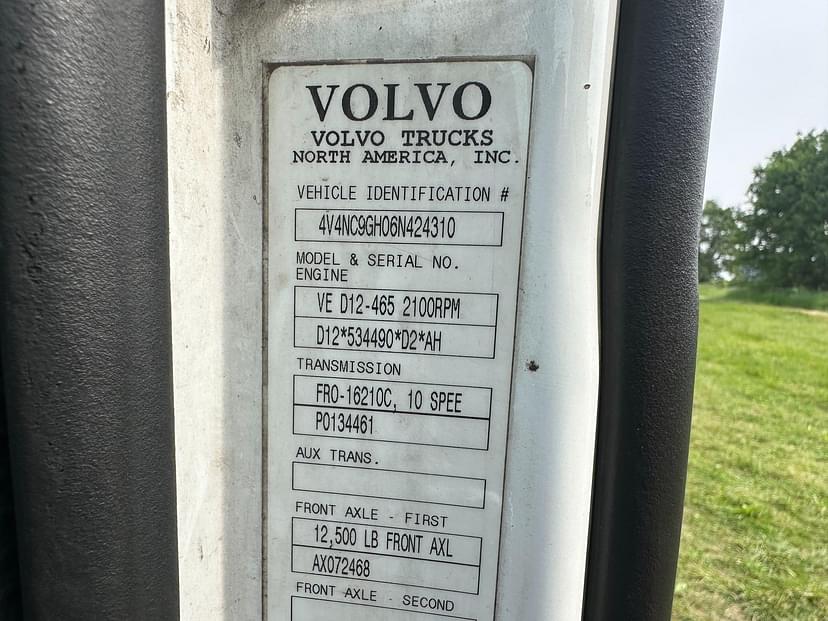 VOLVO
VOLVO TRUCKS
NORTH AMERICA, INC.
VEHICLE IDENTIFICATION #
4V4NC9GH06N424310
MODEL & SERIAL NO.
ENGINE
VE D12-465 2100RPM
D12*534490*D2*AH
TRANSMISSION
FRO-16210C, 10 SPEE
P0134461
AUX TRANS.
FRONT AXLE - FIRST
12,500 LB FRONT AXL
AX072468
FRONT AXLE - SECOND